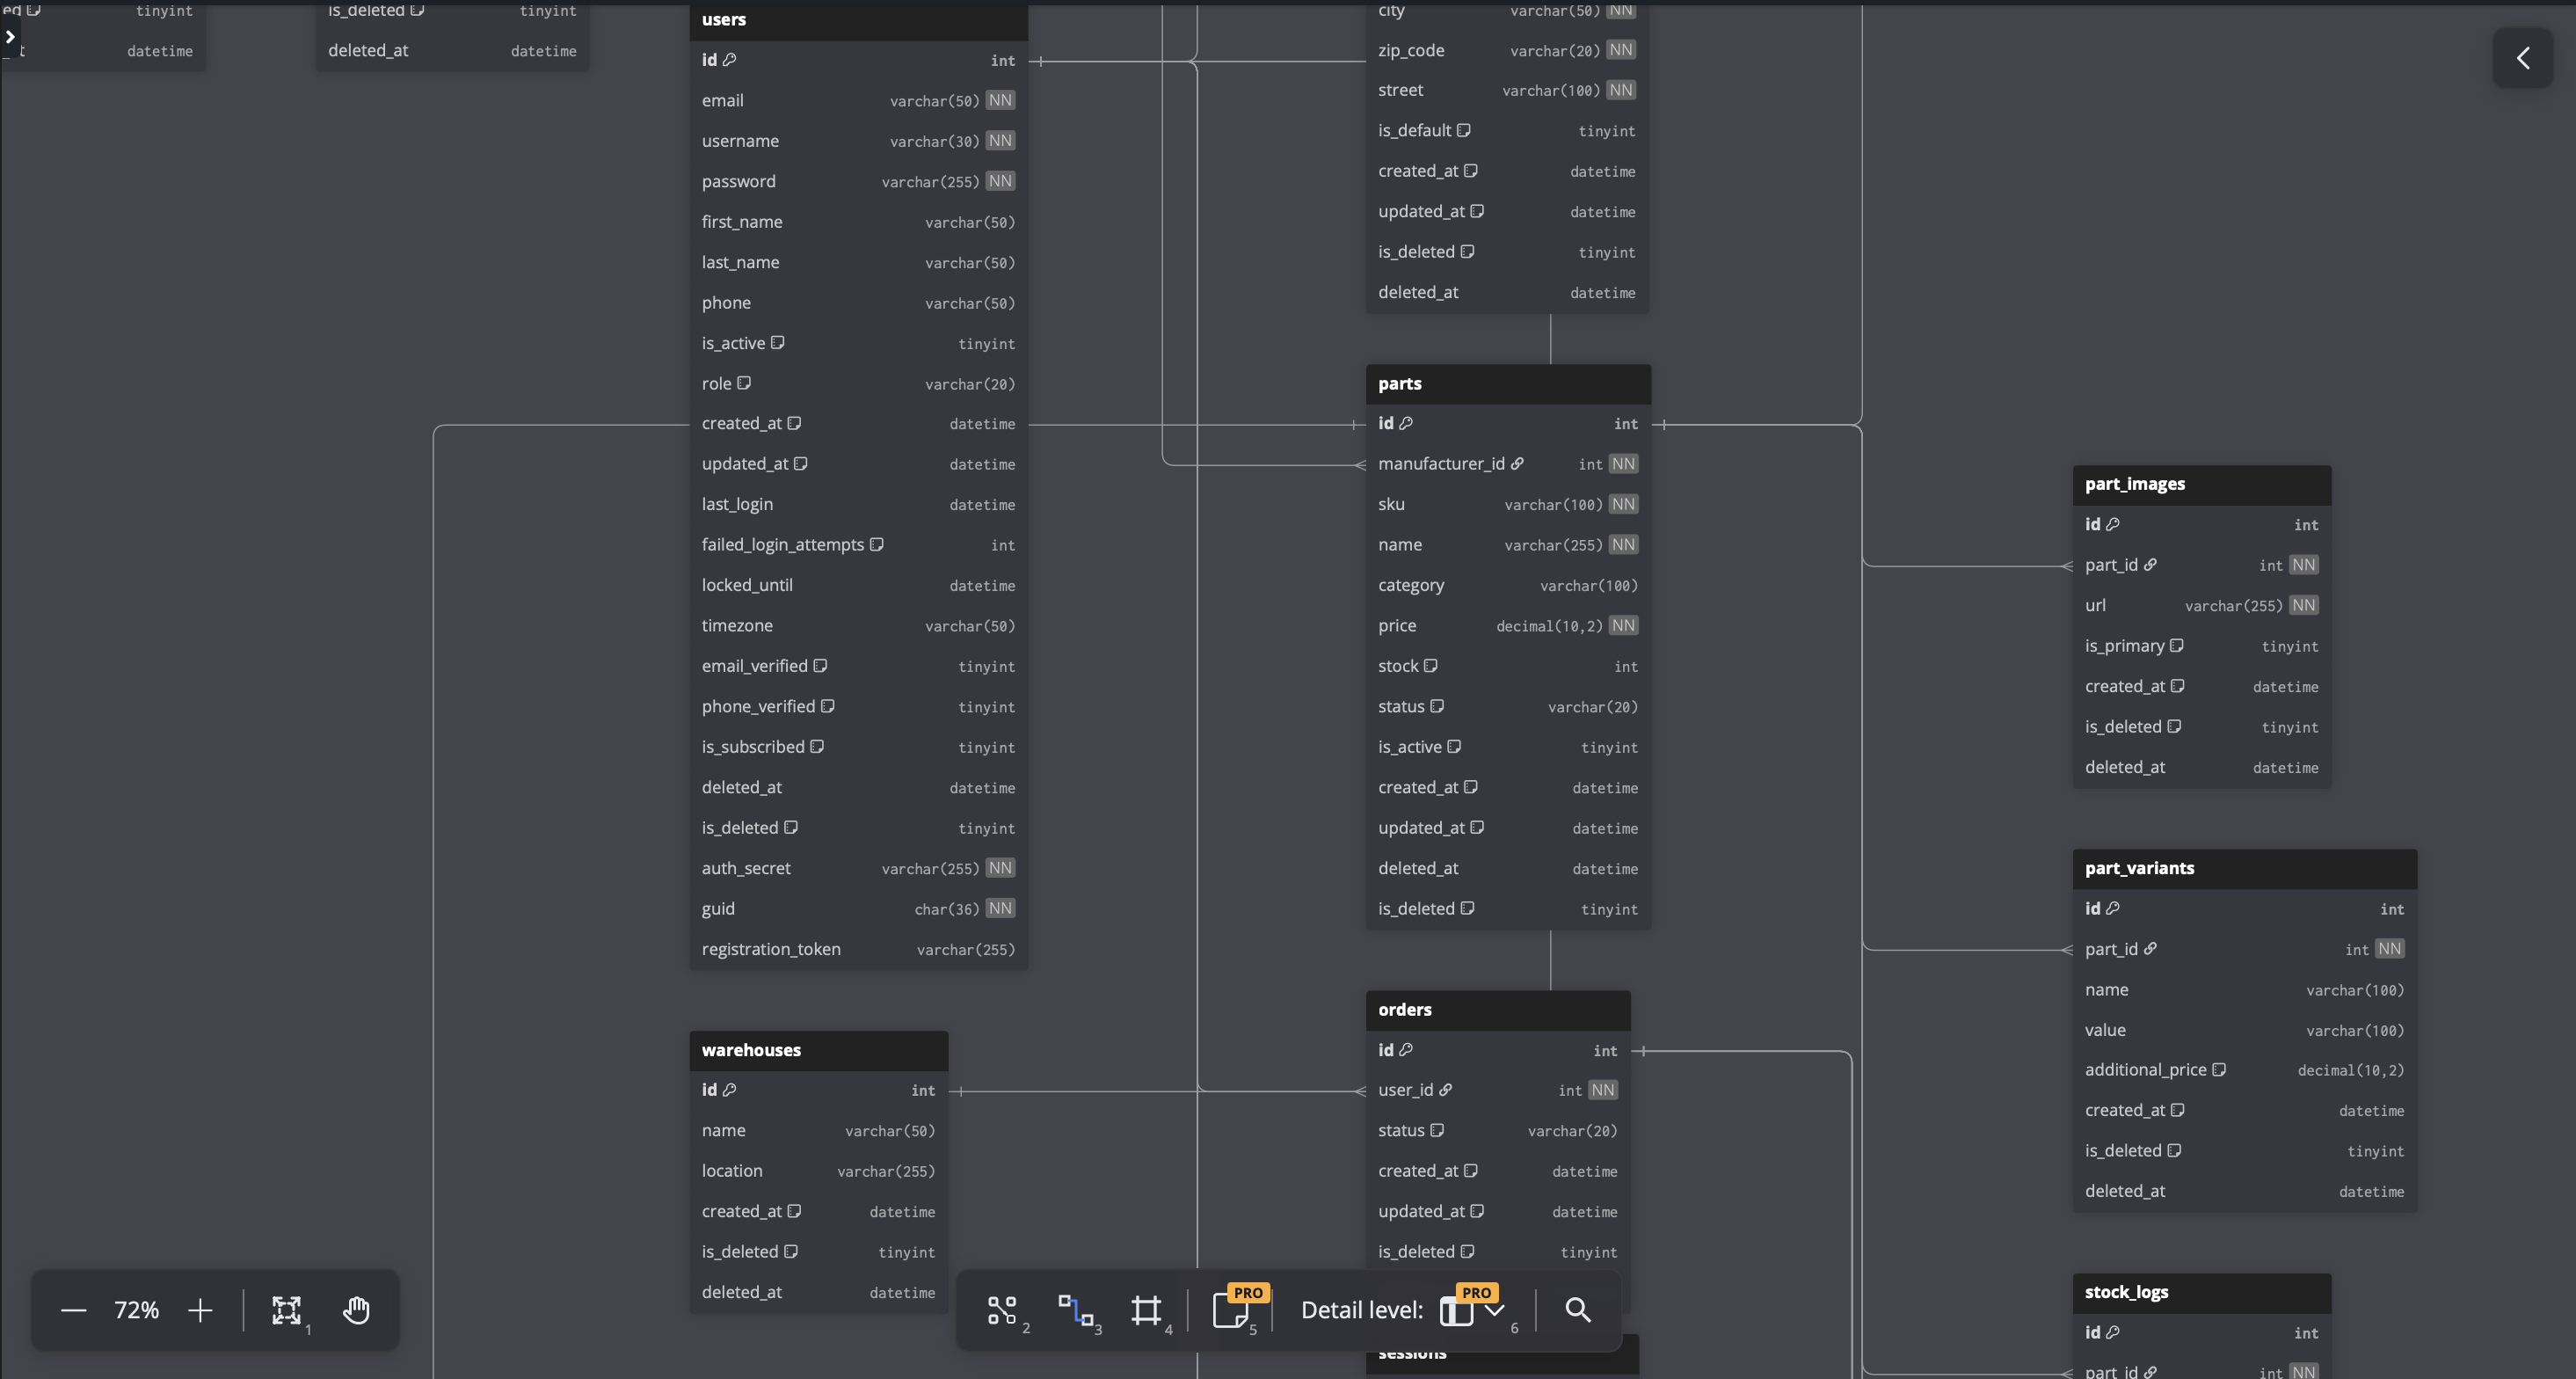 ed tinyint
_t datetime
is_deleted tinyint
deleted_at datetime
users
id int
email varchar(50) NN
username varchar(30) NN
password varchar(255) NN
first_name varchar(50)
last_name varchar(50)
phone varchar(50)
is_active tinyint
role varchar(20)
created_at datetime
updated_at datetime
last_login datetime
failed_login_attempts int
locked_until datetime
timezone varchar(50)
email_verified tinyint
phone_verified tinyint
is_subscribed tinyint
deleted_at datetime
is_deleted tinyint
auth_secret varchar(255) NN
guid char(36) NN
registration_token varchar(255)
warehouses
id int
name varchar(50)
location varchar(255)
created_at datetime
is_deleted tinyint
deleted_at datetime
city varchar(50) NN
zip_code varchar(20) NN
street varchar(100) NN
is_default tinyint
created_at datetime
updated_at datetime
is_deleted tinyint
deleted_at datetime
parts
id int
manufacturer_id int NN
sku varchar(100) NN
name varchar(255) NN
category varchar(100)
price decimal(10,2) NN
stock int
status varchar(20)
is_active tinyint
created_at datetime
updated_at datetime
deleted_at datetime
is_deleted tinyint
orders
id int
user_id int NN
status varchar(20)
created_at datetime
updated_at datetime
is_deleted tinyint
sessions
part_images
id int
part_id int NN
url varchar(255) NN
is_primary tinyint
created_at datetime
is_deleted tinyint
deleted_at datetime
part_variants
id int
part_id int NN
name varchar(100)
value varchar(100)
additional_price decimal(10,2)
created_at datetime
is_deleted tinyint
deleted_at datetime
stock_logs
id int
part_id int NN
72% 1
2 3 4 PRO 5 Detail level: PRO 6